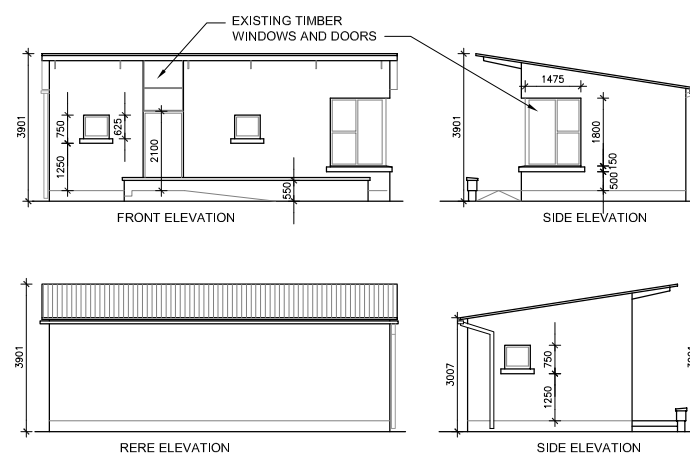 EXISTING TIMBER
WINDOWS AND DOORS
3901
750
1250
625
2100
550
FRONT ELEVATION
3901
1475
1800
150
500
SIDE ELEVATION
3901
RERE ELEVATION
3007
750
1250
SIDE ELEVATION